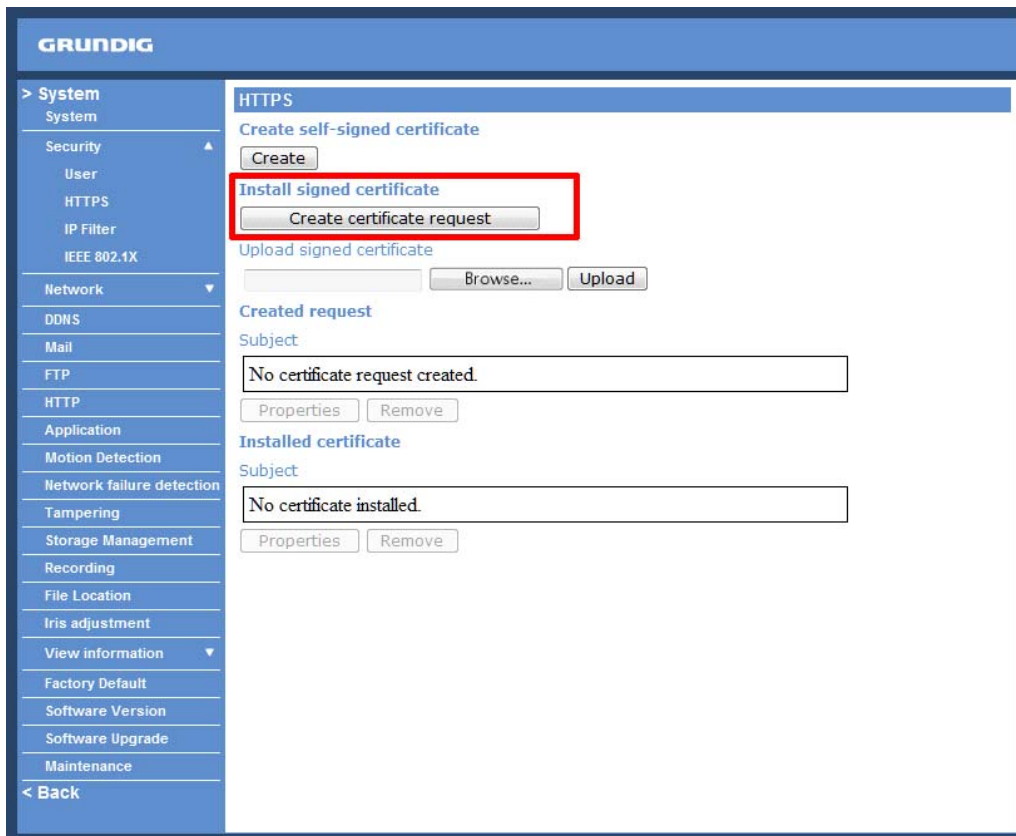 GRUNDIG
> System
System
Security
User
HTTPS
IP Filter
IEEE 802.1X
Network
DDNS
Mail
FTP
HTTP
Application
Motion Detection
Network failure detection
Tampering
Storage Management
Recording
File Location
Iris adjustment
View information
Factory Default
Software Version
Software Upgrade
Maintenance
< Back
HTTPS
Create self-signed certificate
Create
Install signed certificate
Create certificate request
Upload signed certificate
Browse... Upload
Created request
Subject
No certificate request created.
Properties Remove
Installed certificate
Subject
No certificate installed.
Properties Remove